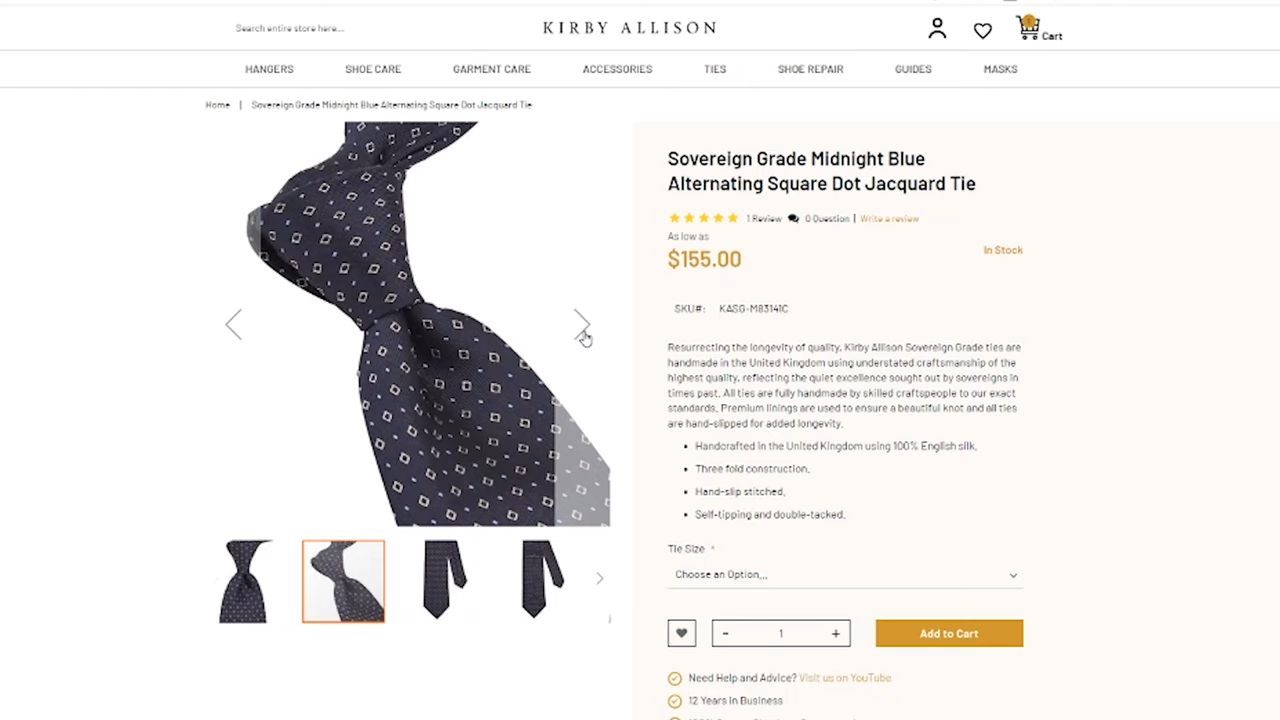 Search entire store here...
KIRBY ALLISON
1
Cart
HANGERS SHOE CARE GARMENT CARE ACCESSORIES TIES SHOE REPAIR GUIDES MASKS
Home | Sovereign Grade Midnight Blue Alternating Square Dot Jacquard Tie
Sovereign Grade Midnight Blue
Alternating Square Dot Jacquard Tie
1 Review 0 Question | Write a review
As low as
$155.00
In Stock
SKU#: KASG-M83141C
Resurrecting the longevity of quality, Kirby Allison Sovereign Grade ties are
handmade in the United Kingdom using understated craftsmanship of the
highest quality, reflecting the quiet excellence sought out by sovereigns in
times past. All ties are fully handmade by skilled craftspeople to our exact
standards. Premium linings are used to ensure a beautiful knot and all ties
are hand-slipped for added longevity.
• Handcrafted in the United Kingdom using 100% English silk.
• Three fold construction.
• Hand-slip stitched.
• Self-tipping and double-tacked.
Tie Size *
Choose an Option...
- 1 +
Add to Cart
Need Help and Advice? Visit us on YouTube
12 Years in Business